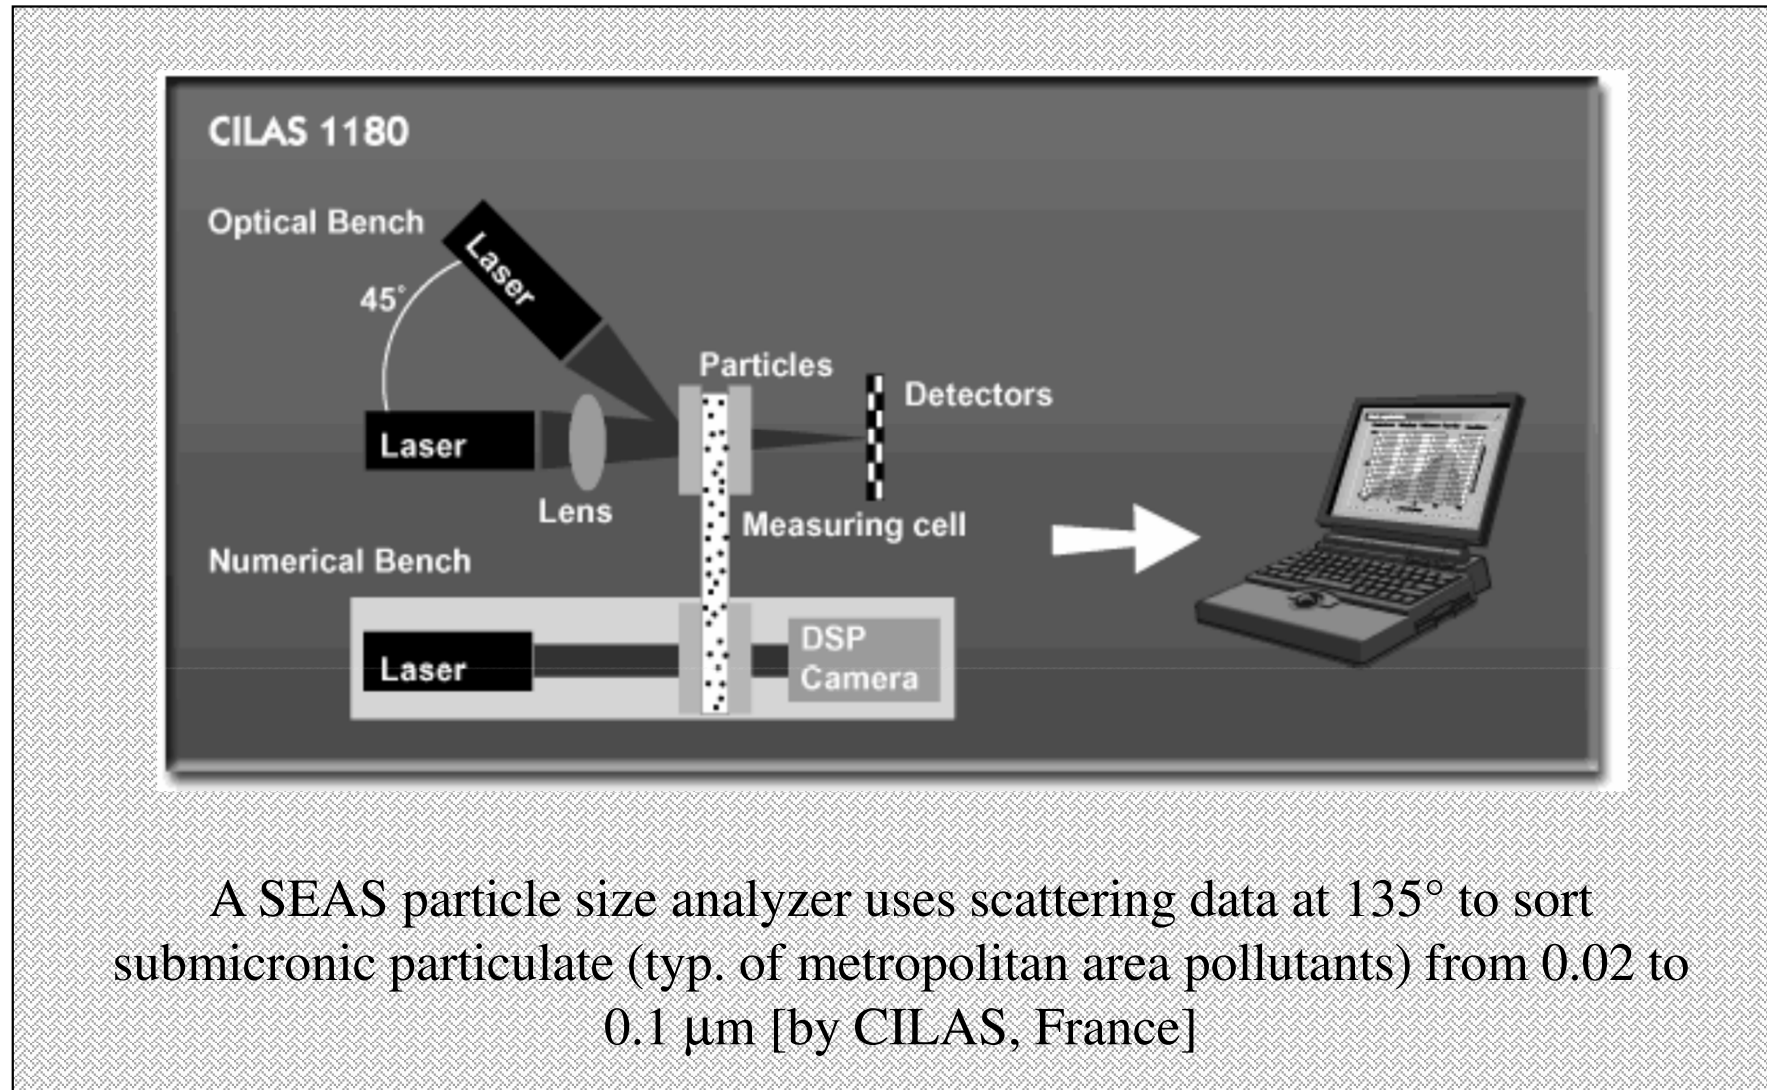 CILAS 1180
Optical Bench
Laser
45°
Particles
Detectors
Laser
Lens
Measuring cell
Numerical Bench
Laser
DSP
Camera
A SEAS particle size analyzer uses scattering data at 135° to sort
submicronic particulate (typ. of metropolitan area pollutants) from 0.02 to
0.1 µm [by CILAS, France]